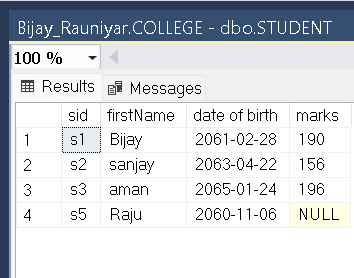 Bijay_Rauniyar.COLLEGE - dbo.STUDENT
100 %
Results Messages
sid firstName date of birth marks
1 s1 Bijay 2061-02-28 190
2 s2 sanjay 2063-04-22 156
3 s3 aman 2065-01-24 196
4 s5 Raju 2060-11-06 NULL